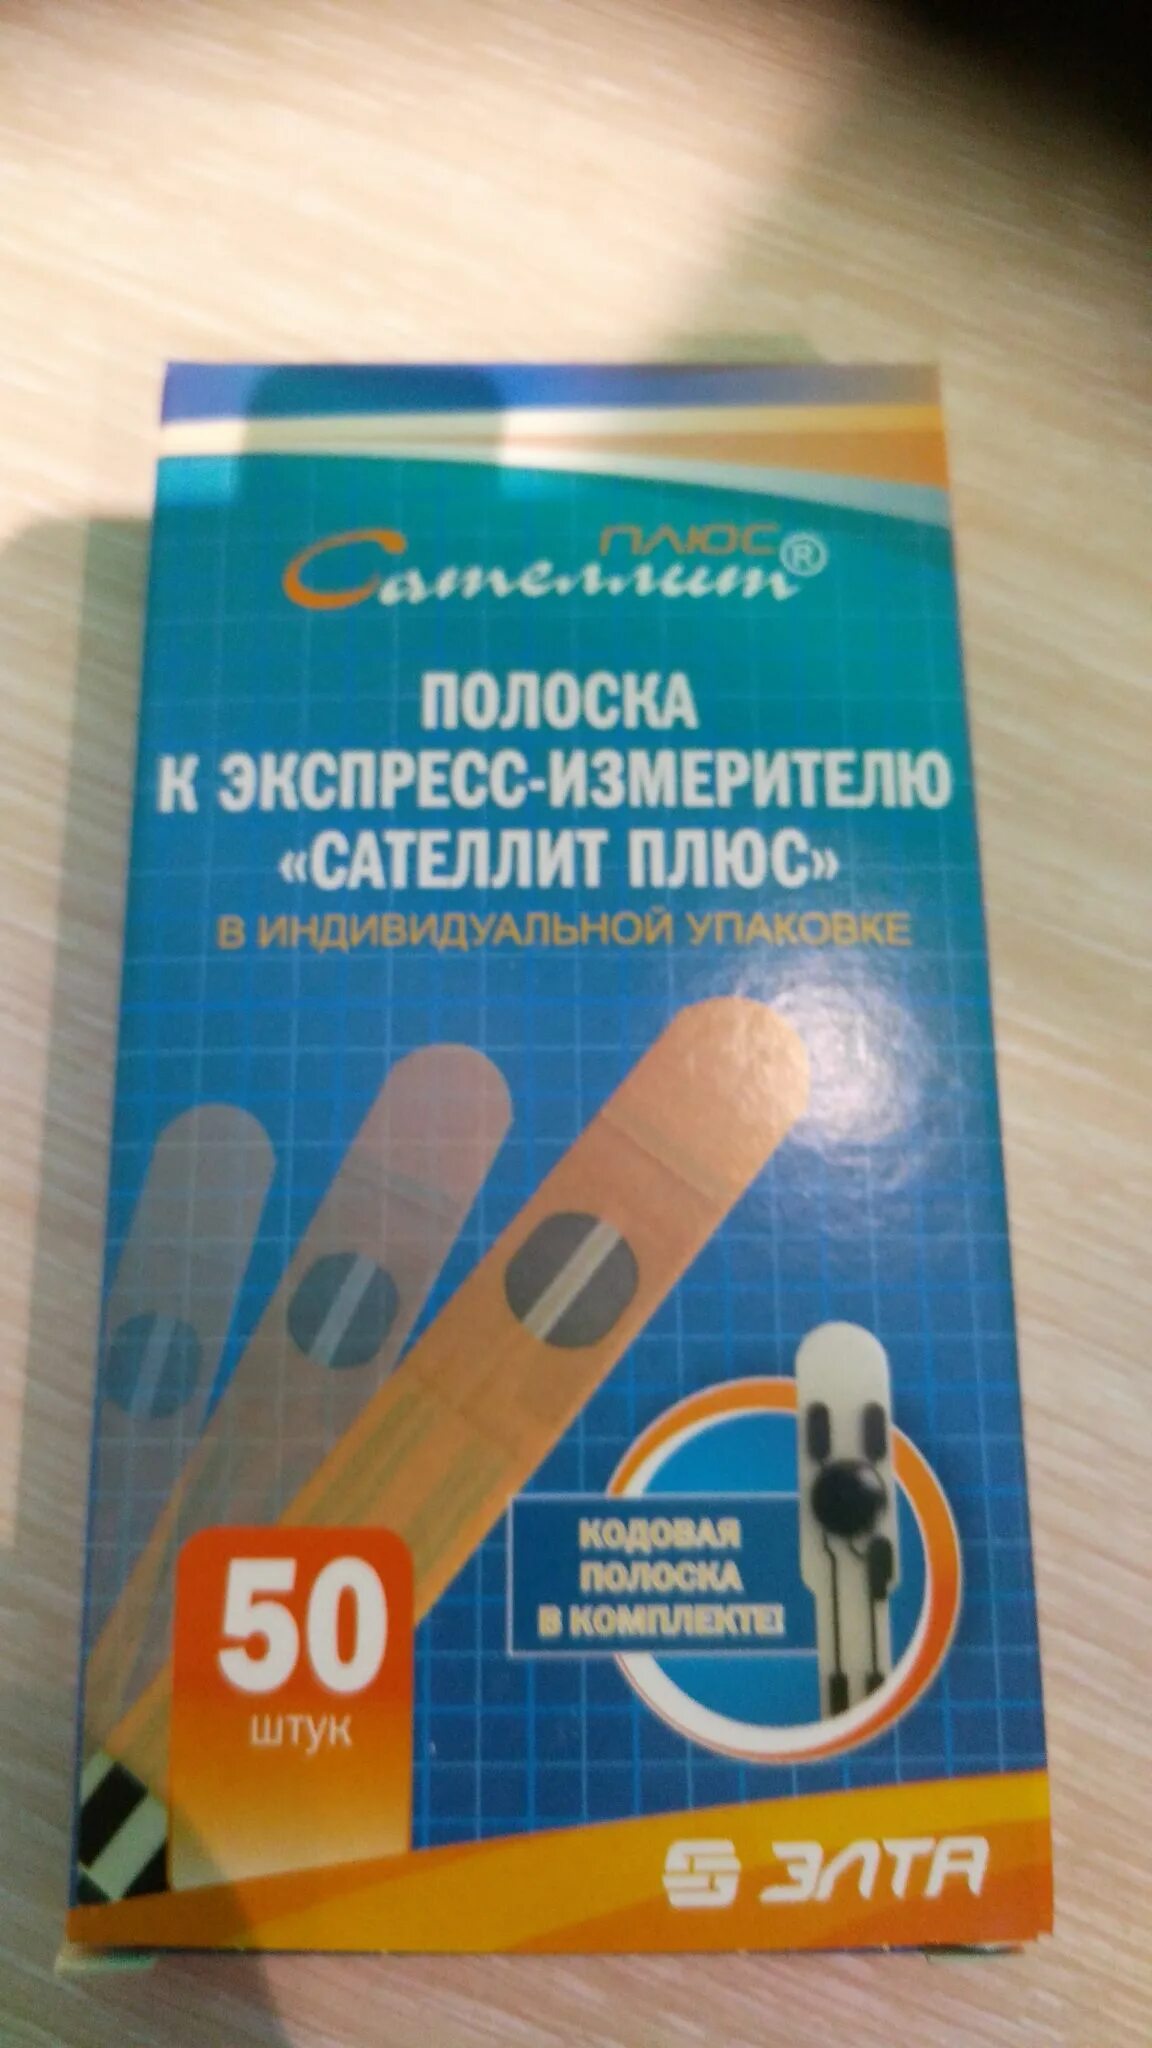 ПЛЮС
Сателлит®
ПОЛОСКА
К ЭКСПРЕСС-ИЗМЕРИТЕЛЮ
«САТЕЛЛИТ ПЛЮС»
В ИНДИВИДУАЛЬНОЙ УПАКОВКЕ
КОДОВАЯ
ПОЛОСКА
В КОМПЛЕКТЕ!
50
штук
ЭЛТА